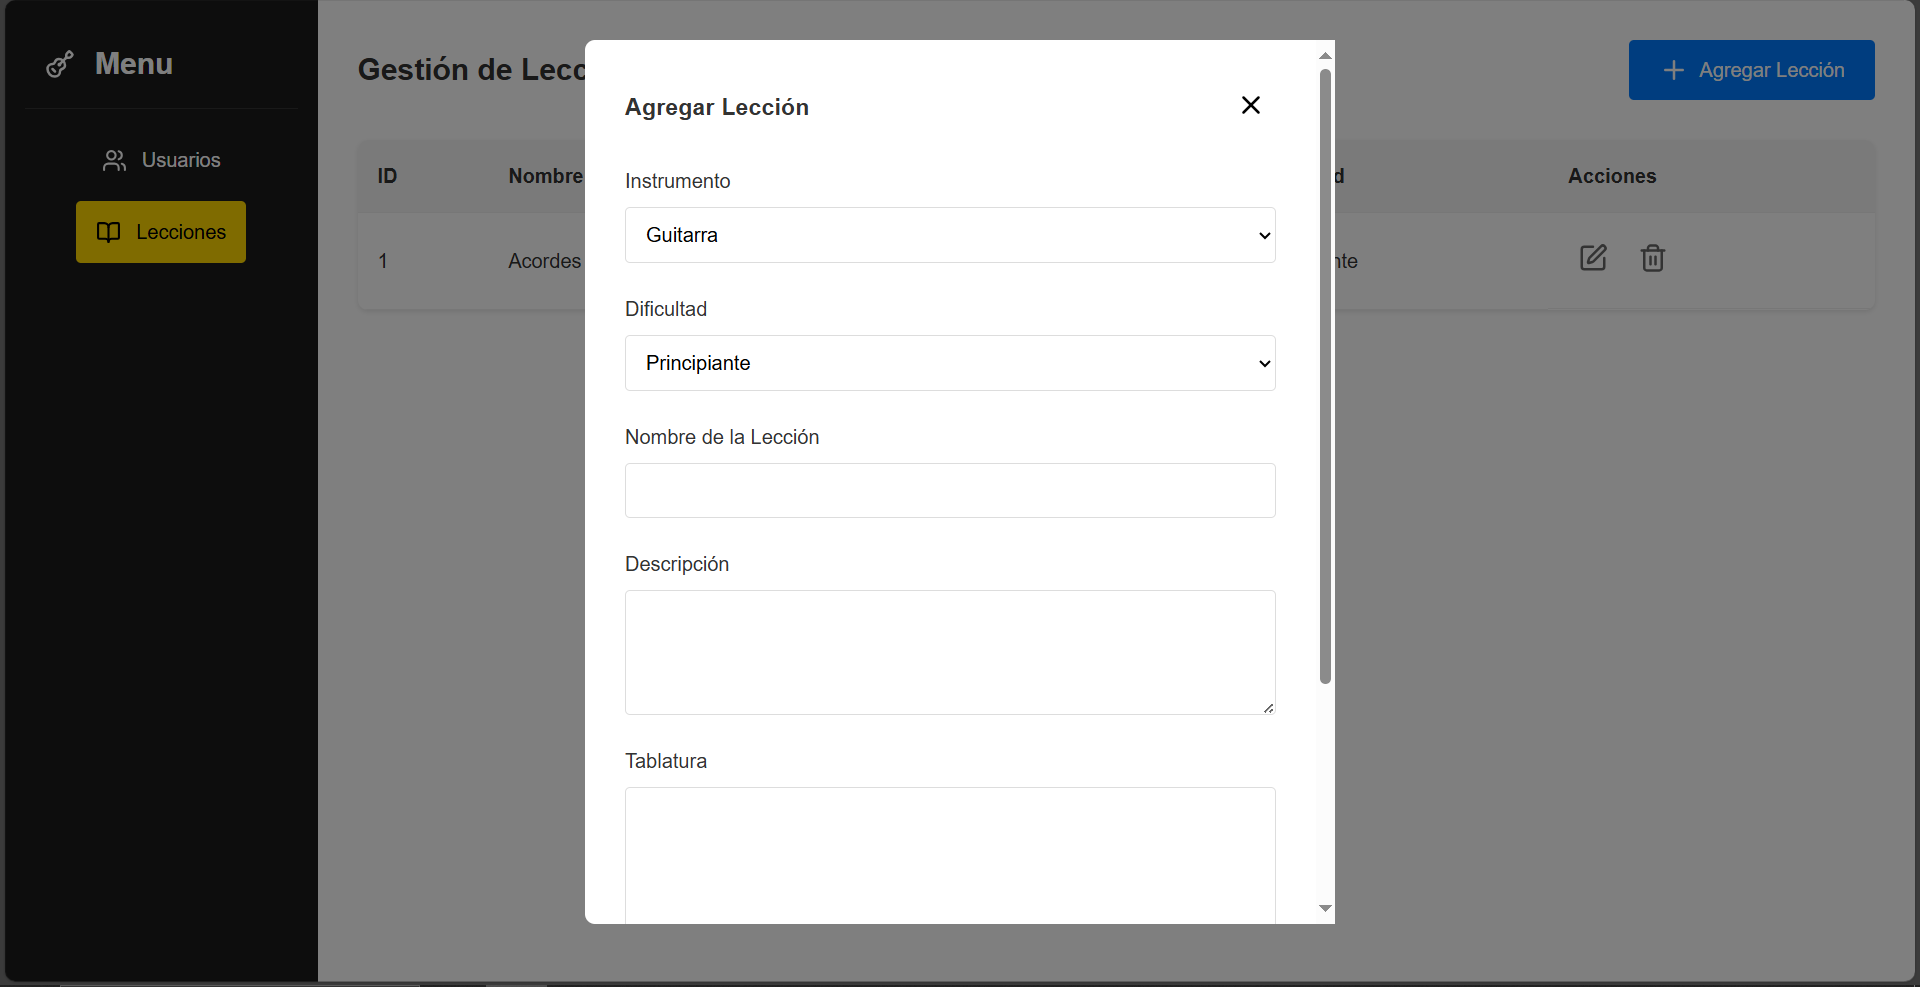 Menu
Usuarios
Lecciones
Gestión de Lecc
Agregar Lección
ID
Nombre
d
Acciones
1
Acordes
nte
Agregar Lección
Instrumento
Guitarra
Dificultad
Principiante
Nombre de la Lección
Descripción
Tablatura